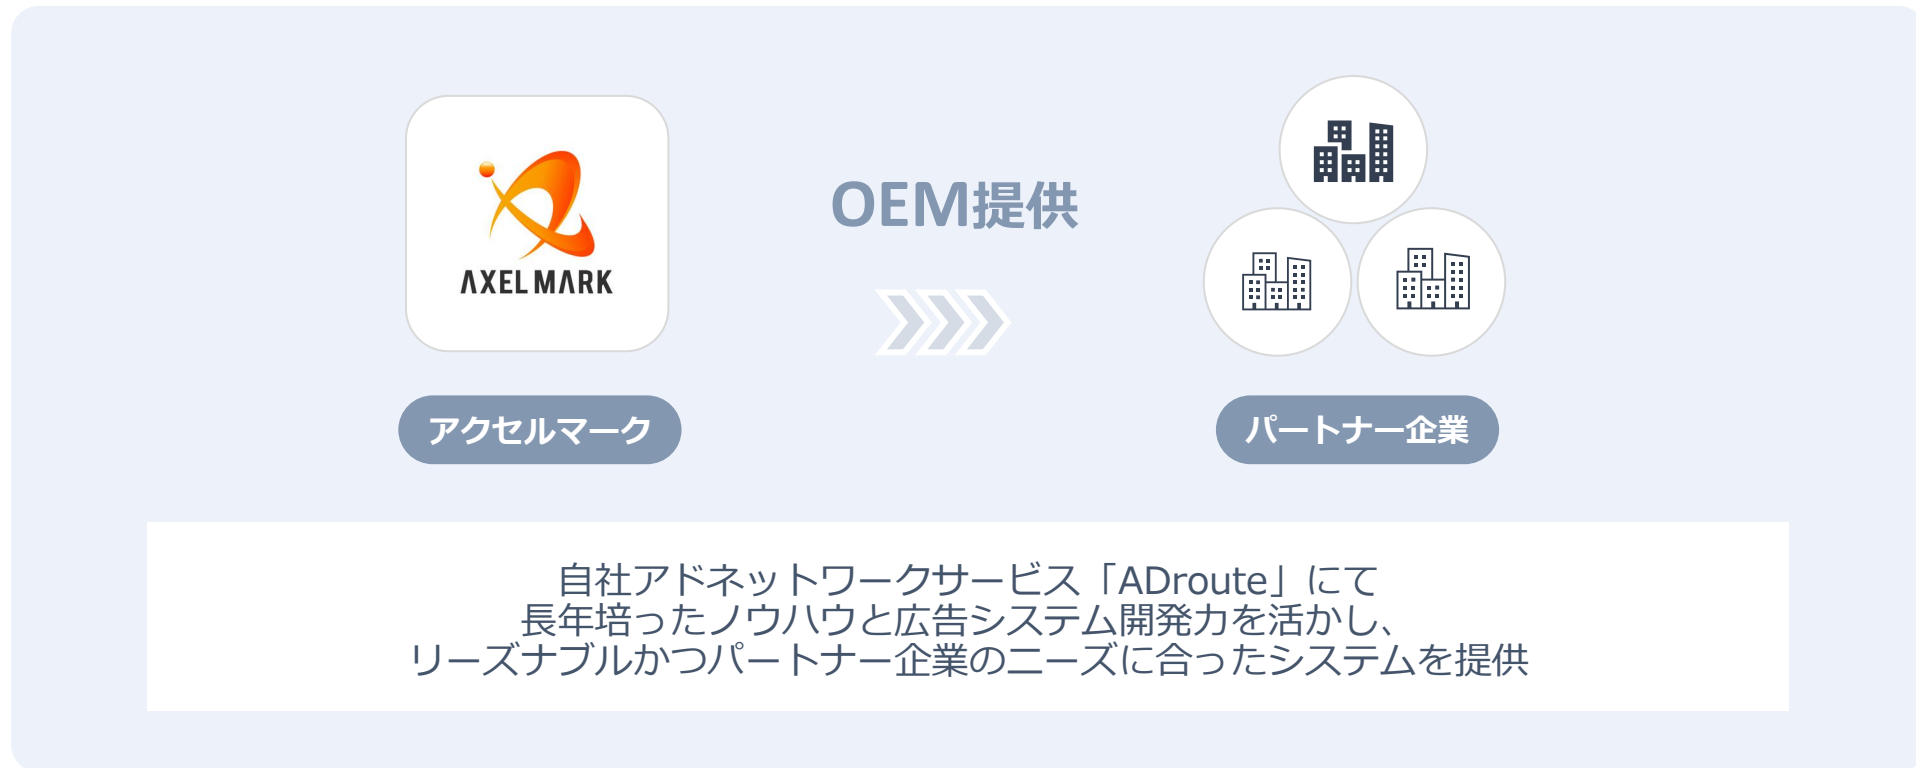 AXEL MARK
OEM提供
アクセルマーク
パートナー企業
自社アドネットワークサービス「ADroute」にて
長年培ったノウハウと広告システム開発力を活かし、
リーズナブルかつパートナー企業のニーズに合ったシステムを提供